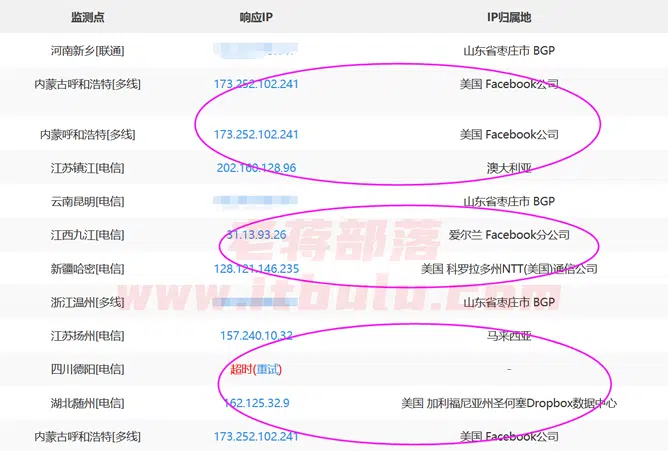 监测点 响应IP IP归属地
河南新乡[联通] 山东省枣庄市 BGP
内蒙古呼和浩特[多线] 173.252.102.241 美国 Facebook公司
内蒙呼和浩特[多线] 173.252.102.241 美国 Facebook公司
江苏镇江[电信] 202.160.128.96 澳大利亚
云南昆明[电信] 山东省枣庄市 BGP
老蒋部落
江西九江[电信] 31.13.93.26 爱尔兰 Facebook分公司
新疆哈密[电信] 128.121.146.235 美国 科罗拉多州NTT(美国)通信公司
www.itbulu.com
浙江温州[多线] 山东省枣庄市 BGP
江苏扬州[电信] 157.240.10.32 马来西亚
四川德阳[电信] 超时(重试) -
湖北随州[电信] 162.125.32.9 美国 加利福尼亚州圣何塞Dropbox数据中心
内蒙古呼和浩特[多线] 173.252.102.241 美国 Facebook公司